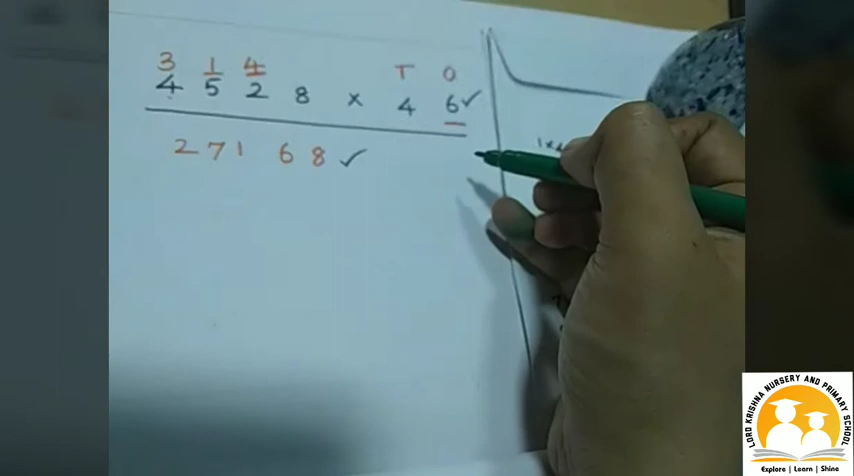 3 1 4 T O
4 5 2 8 x 4 6 ✓
2 7 1 6 8 ✓
LORD KRISHNA NURSERY AND PRIMARY SCHOOL
Explore | Learn | Shine